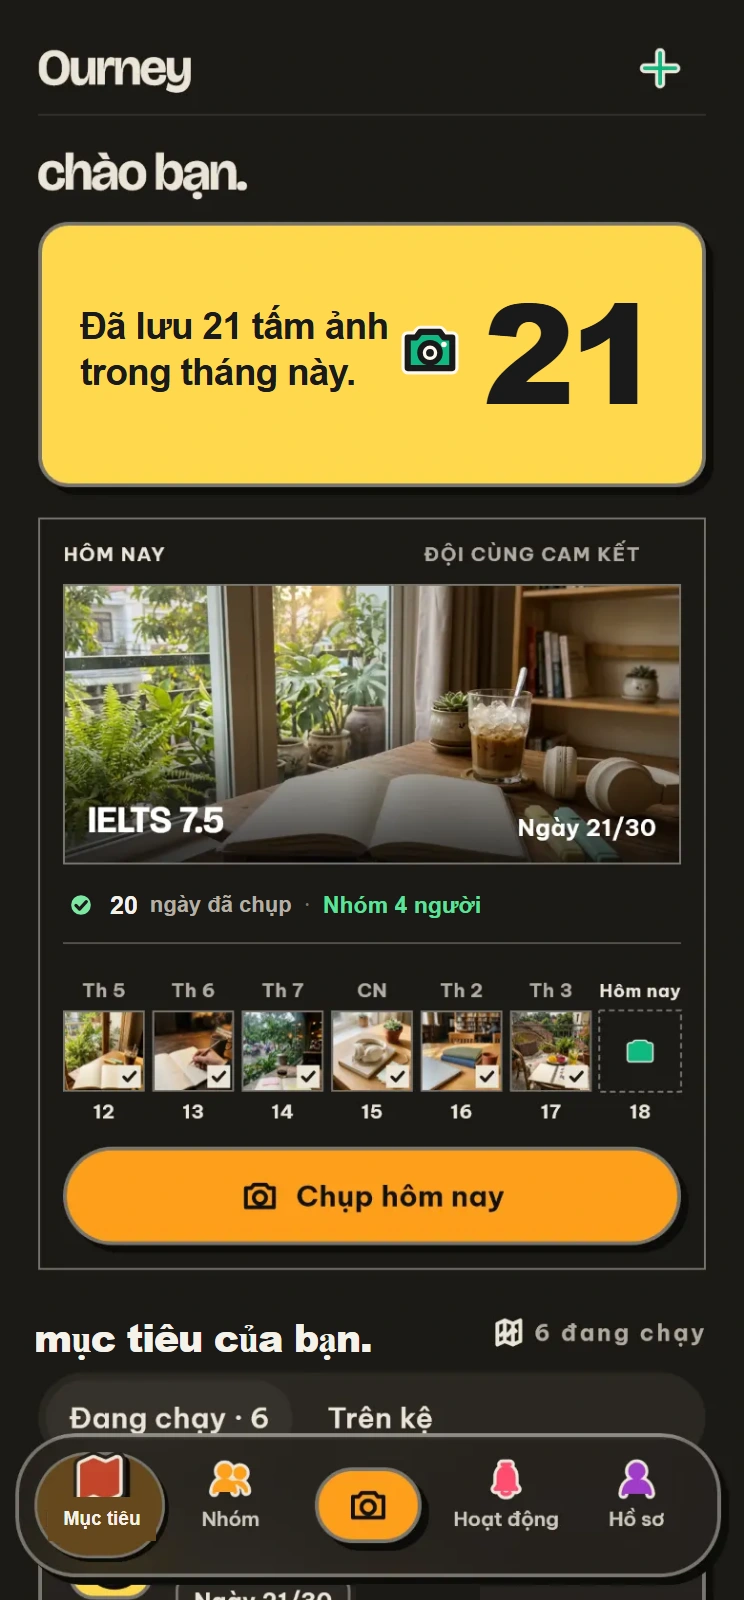 Ourney
chào bạn.
Đã lưu 21 tấm ảnh
trong tháng này.
21
HÔM NAY
ĐỘI CÙNG CAM KẾT
IELTS 7.5
Ngày 21/30
20 ngày đã chụp · Nhóm 4 người
Th 5 Th 6 Th 7 CN Th 2 Th 3 Hôm nay
12 13 14 15 16 17 18
Chụp hôm nay
mục tiêu của bạn.
6 đang chạy
Đang chạy · 6
Trên kệ
Mục tiêu
Nhóm
Hoạt động
Hồ sơ
Ngày 21/30